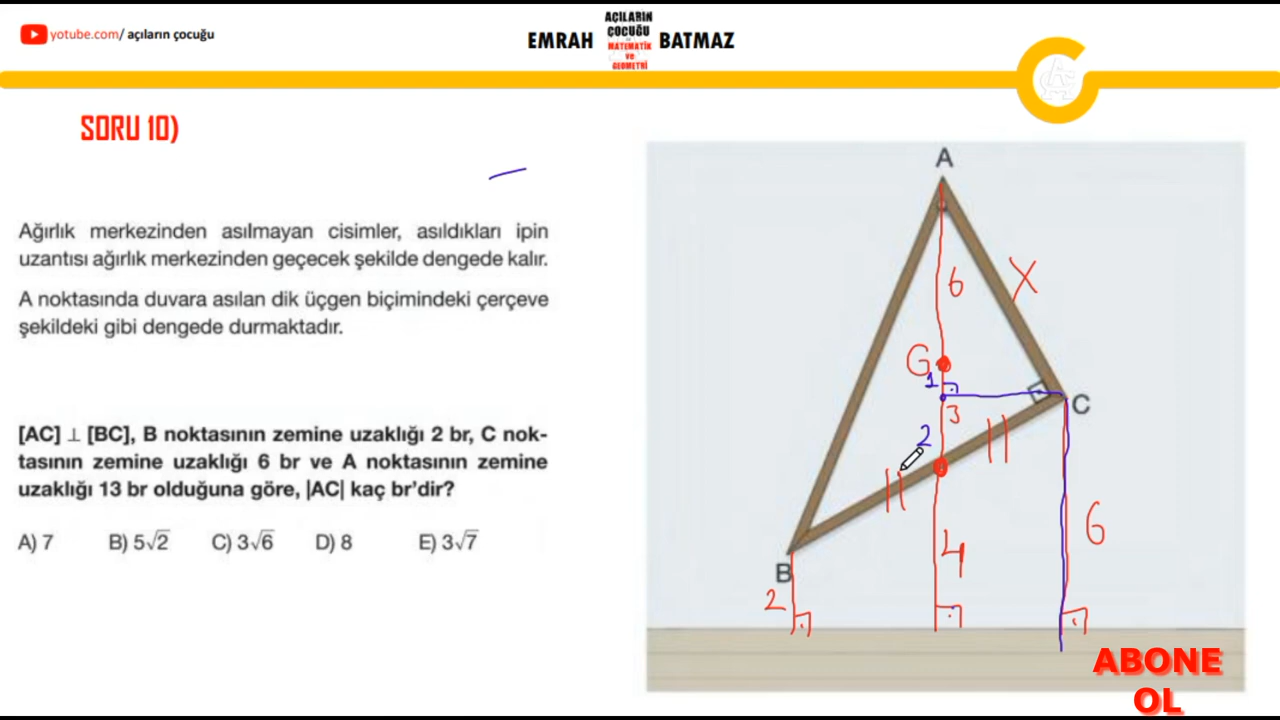 yotube.com/ açıların çocuğu
EMRAH
AÇILARIN
ÇOCUĞU
MATEMATİK
ve
GEOMETRİ
BATMAZ
SORU 10)
Ağırlık merkezinden asılmayan cisimler, asıldıkları ipin
uzantısı ağırlık merkezinden geçecek şekilde dengede kalır.
A noktasında duvara asılan dik üçgen biçimindeki çerçeve
şekildeki gibi dengede durmaktadır.
[AC] ⊥ [BC], B noktasının zemine uzaklığı 2 br, C nok-
tasının zemine uzaklığı 6 br ve A noktasının zemine
uzaklığı 13 br olduğuna göre, |AC| kaç br'dir?
A) 7 B) 5√2 C) 3√6 D) 8 E) 3√7
A
6
X
G
1
3
C
2
4
6
B
2
ABONE
OL